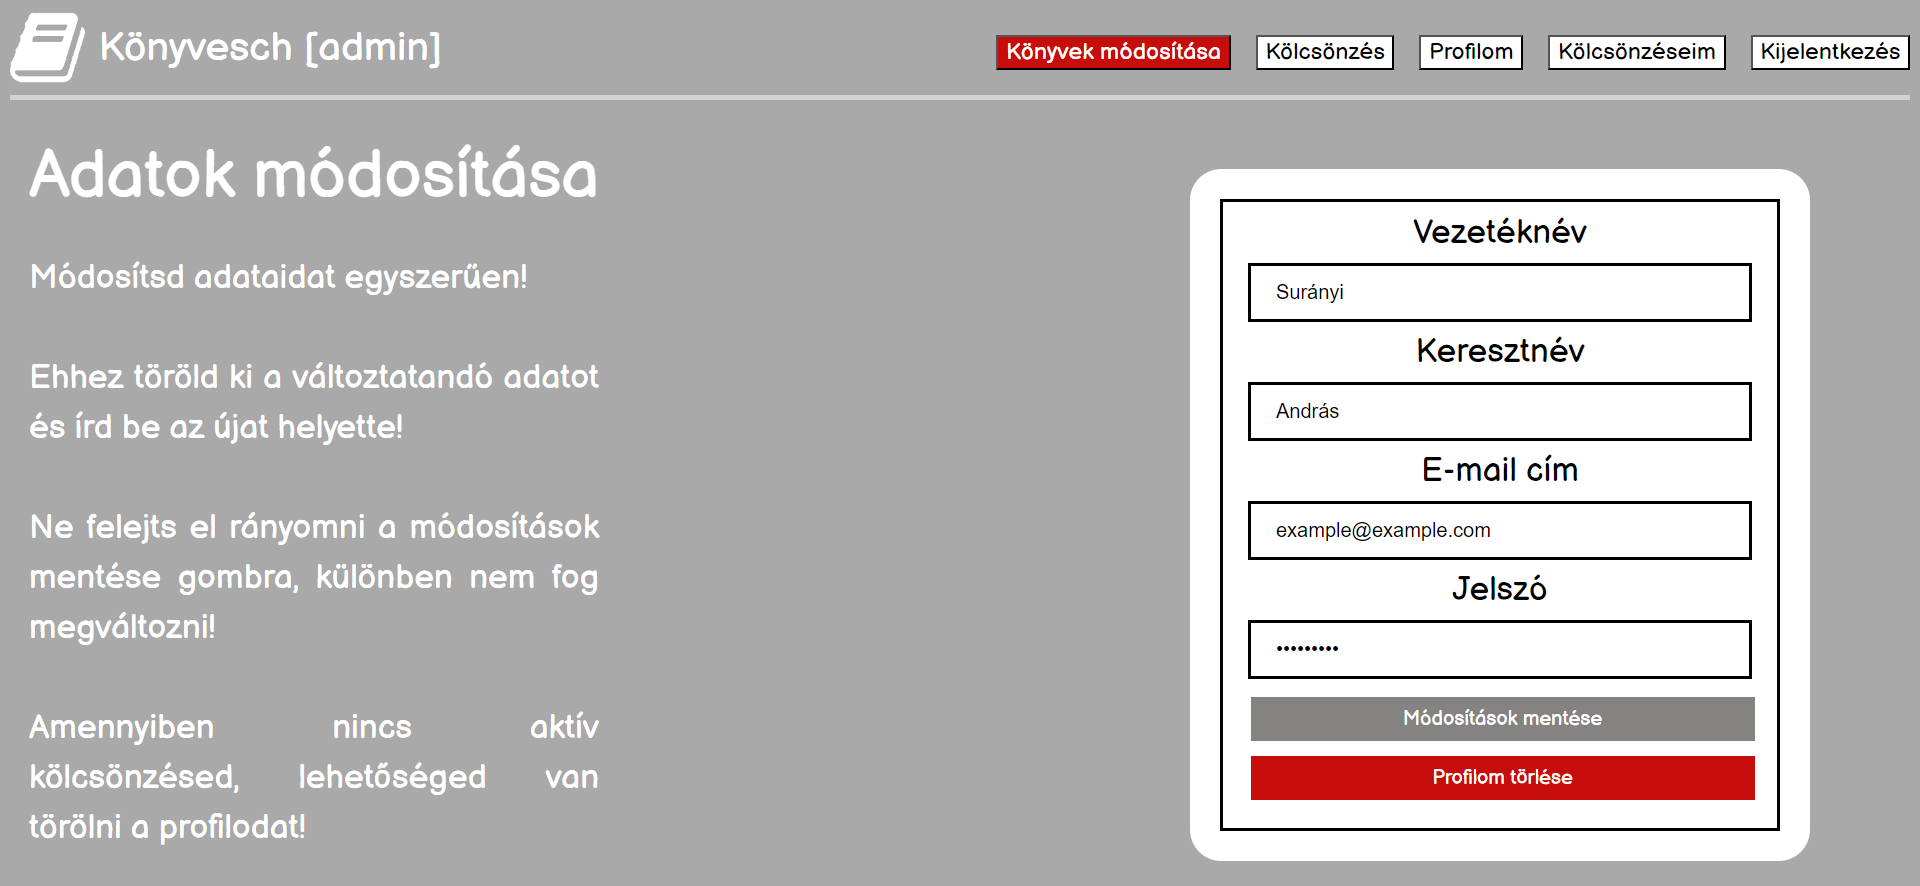 Könyvesch [admin]
Könyvek módosítása
Kölcsönzés
Profilom
Kölcsönzéseim
Kijelentkezés
Adatok módosítása
Módosítsd adataidat egyszerűen!
Ehhez töröld ki a változtatandó adatot
és írd be az újat helyette!
Ne felejts el rányomni a módosítások
mentése gombra, különben nem fog
megváltozni!
Amennyiben nincs aktív
kölcsönzésed, lehetőséged van
törölni a profilodat!
Vezetéknév
Surányi
Keresztnév
András
E-mail cím
example@example.com
Jelszó
•••••••••
Módosítások mentése
Profilom törlése